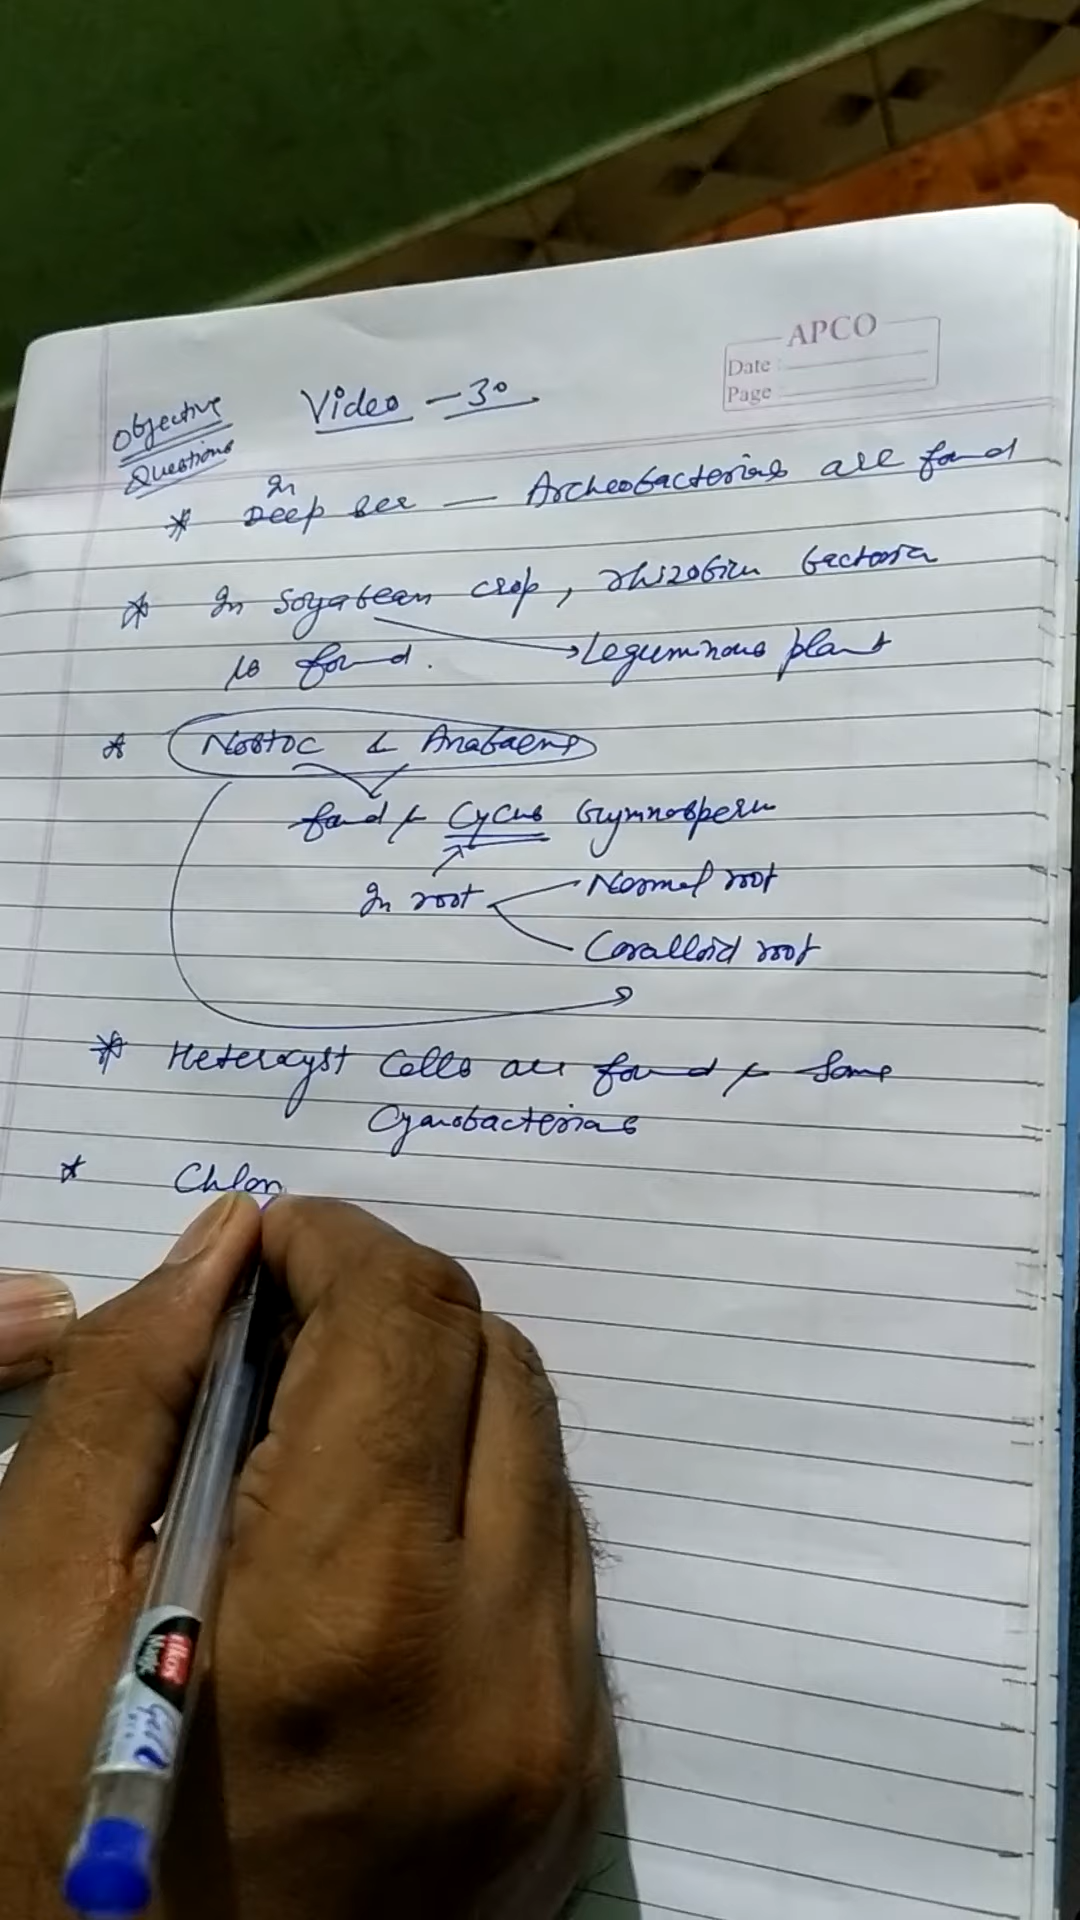 APCO
Date
Page
Objective
Questions
Video - 30
* In Deep see — Archeobacterias are found
* In Soyabean crop, rhizobium bacteria
is found. → Leguminous plant
* Nostoc & Anabaena
found in Cycus Gymnosperm
In root Normal root
Coralloid root
* Heterocyst Cells are found in Some
Cyanobacterias
* Chlor